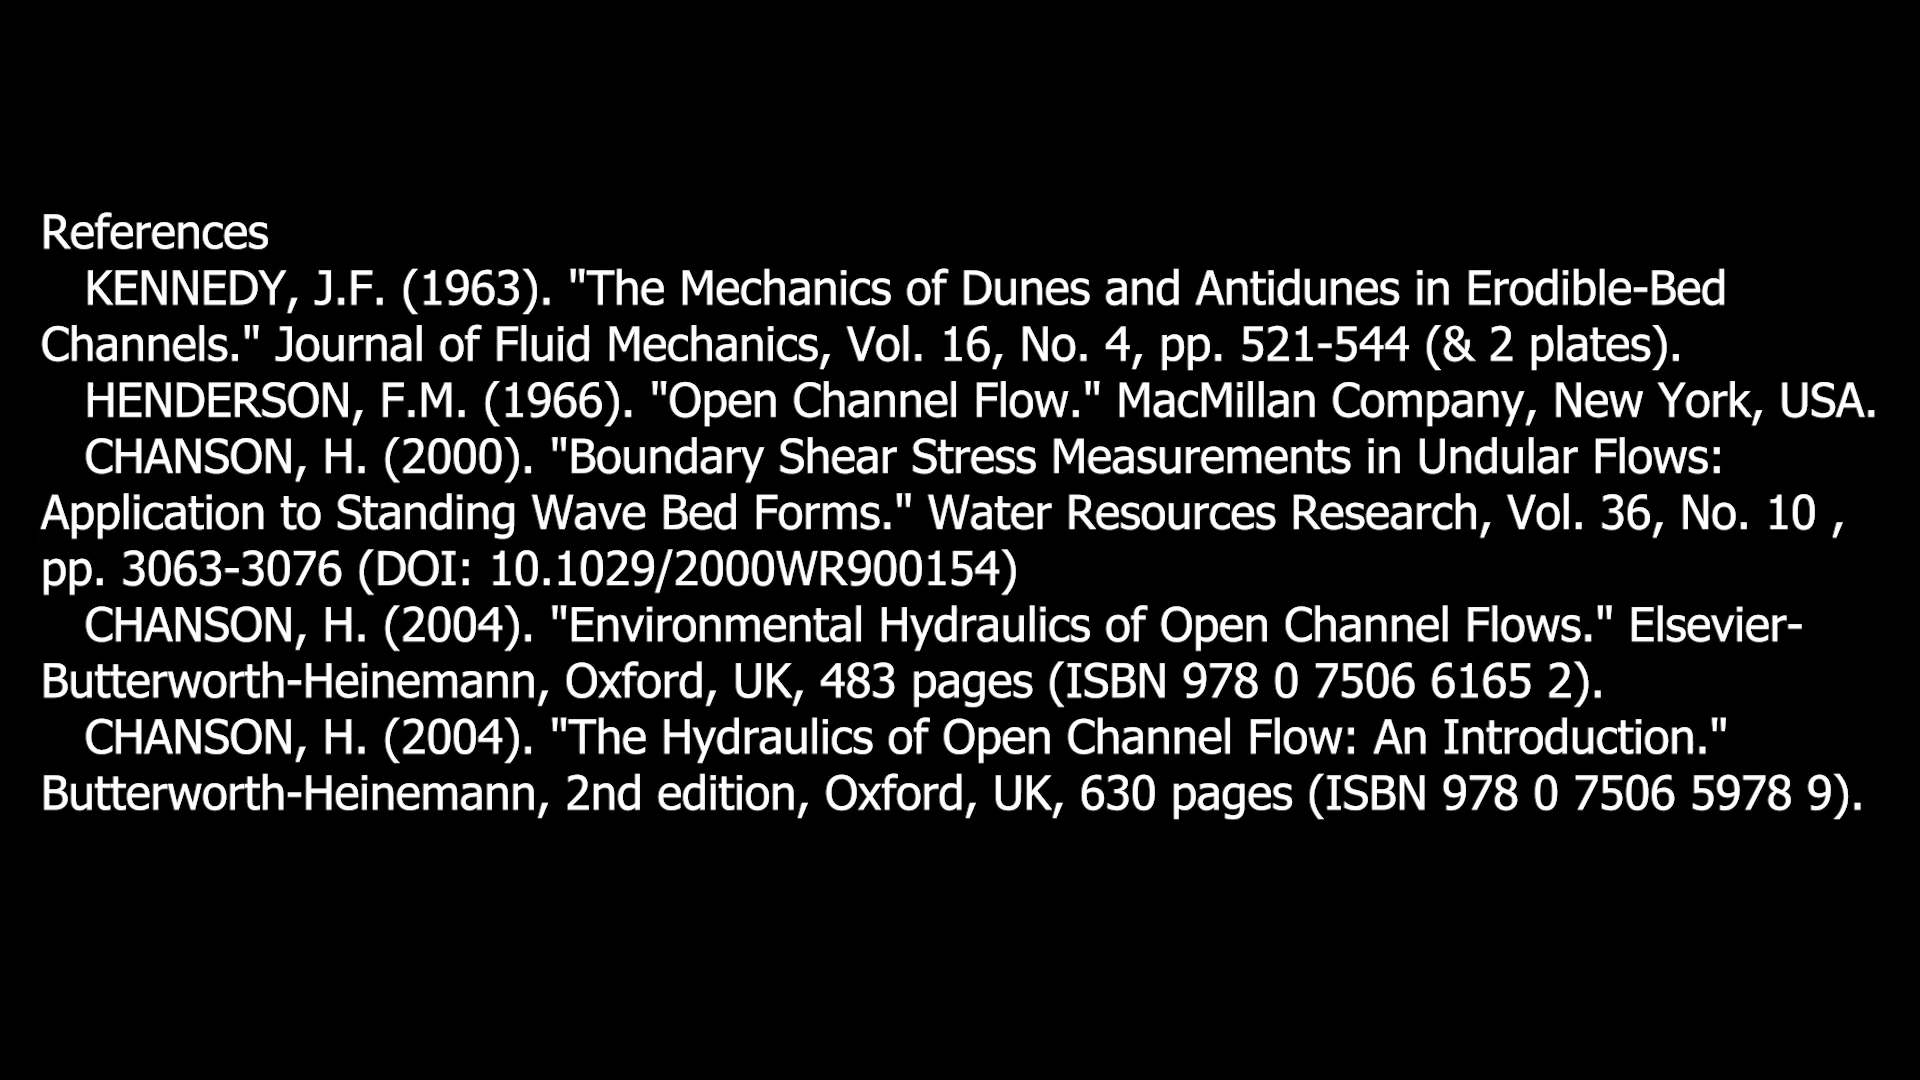 References
KENNEDY, J.F. (1963). "The Mechanics of Dunes and Antidunes in Erodible-Bed
Channels." Journal of Fluid Mechanics, Vol. 16, No. 4, pp. 521-544 (& 2 plates).
HENDERSON, F.M. (1966). "Open Channel Flow." MacMillan Company, New York, USA.
CHANSON, H. (2000). "Boundary Shear Stress Measurements in Undular Flows:
Application to Standing Wave Bed Forms." Water Resources Research, Vol. 36, No. 10 ,
pp. 3063-3076 (DOI: 10.1029/2000WR900154)
CHANSON, H. (2004). "Environmental Hydraulics of Open Channel Flows." Elsevier-
Butterworth-Heinemann, Oxford, UK, 483 pages (ISBN 978 0 7506 6165 2).
CHANSON, H. (2004). "The Hydraulics of Open Channel Flow: An Introduction."
Butterworth-Heinemann, 2nd edition, Oxford, UK, 630 pages (ISBN 978 0 7506 5978 9).